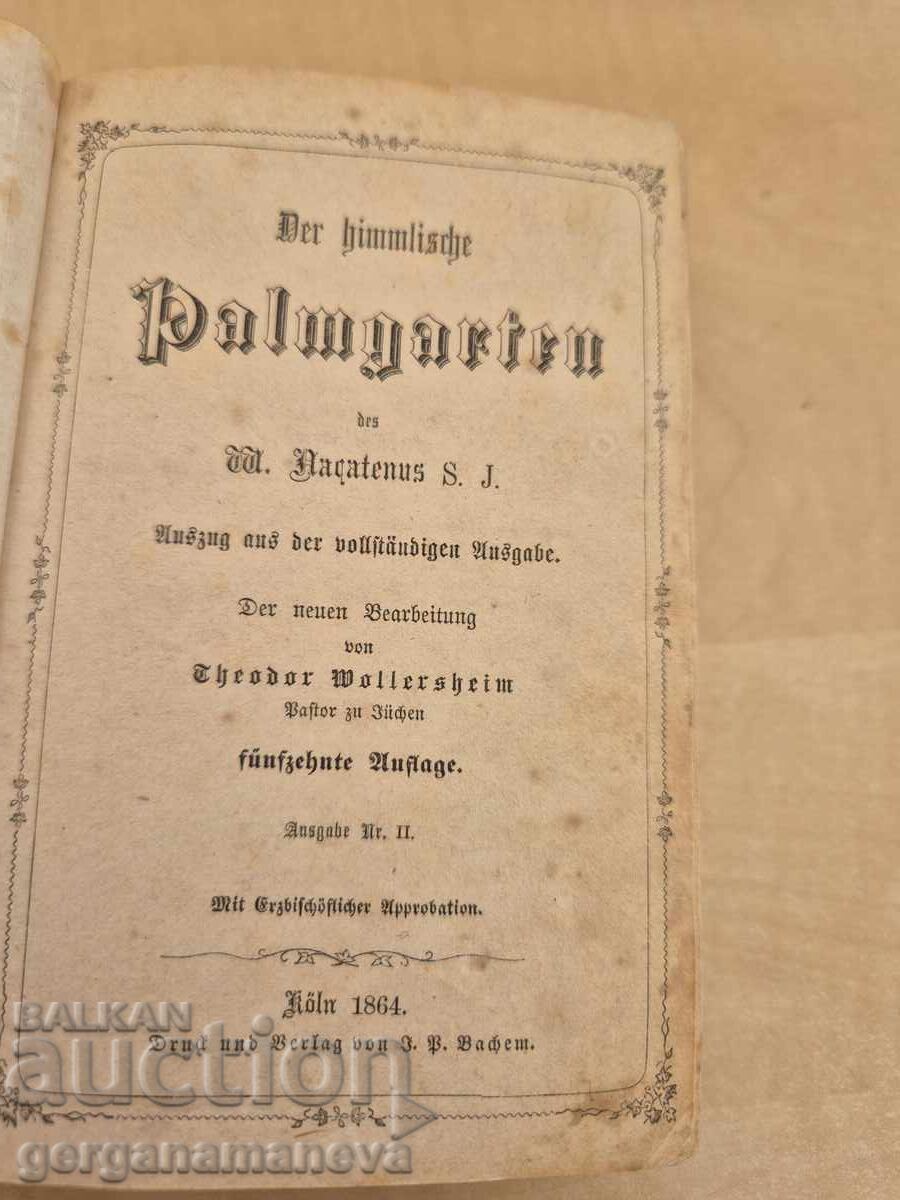 Der himmlische
Palmgarten
des
W. Naqatenus S. J.
Auszug aus der vollständigen Ausgabe.
Der neuen Bearbeitung
von
Theodor Wollersheim
Pastor zu Jüchen
fünfzehnte Auflage.
Ausgabe Nr. II.
Mit Erzbischöflicher Approbation.
Köln 1864.
Druck und Verlag von J. P. Bachem.
BALKAN
auction
gerganamaneva